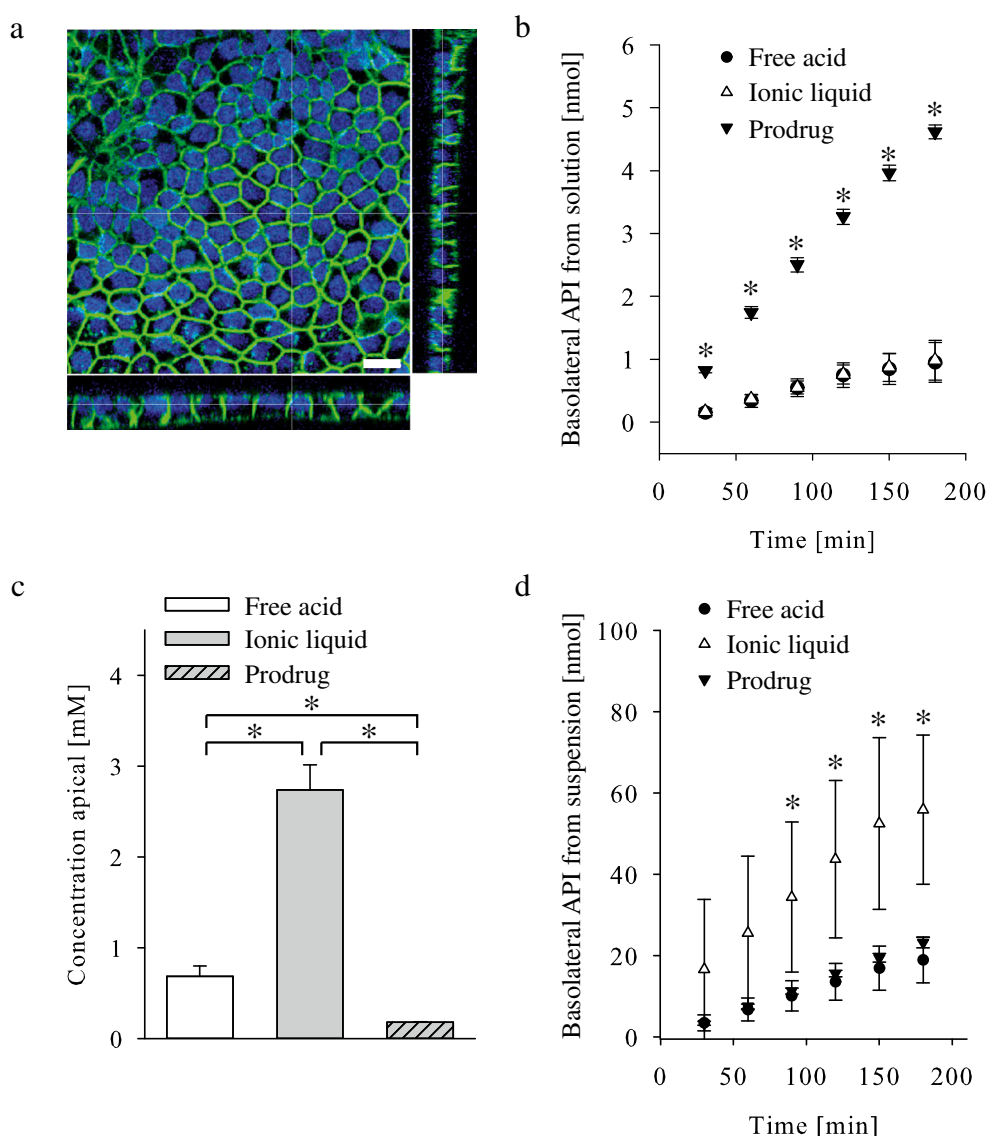 a
b
Basolateral API from solution [nmol]
6
5
4
3
2
1
0
Free acid
Ionic liquid
Prodrug
*
*
*
*
*
*
0
50
100
150
200
Time [min]
c
Free acid
Ionic liquid
Prodrug
Concentration apical [mM]
4
3
2
1
0
*
*
*
d
Basolateral API from suspension [nmol]
100
80
60
40
20
0
Free acid
Ionic liquid
Prodrug
*
*
*
*
0
50
100
150
200
Time [min]